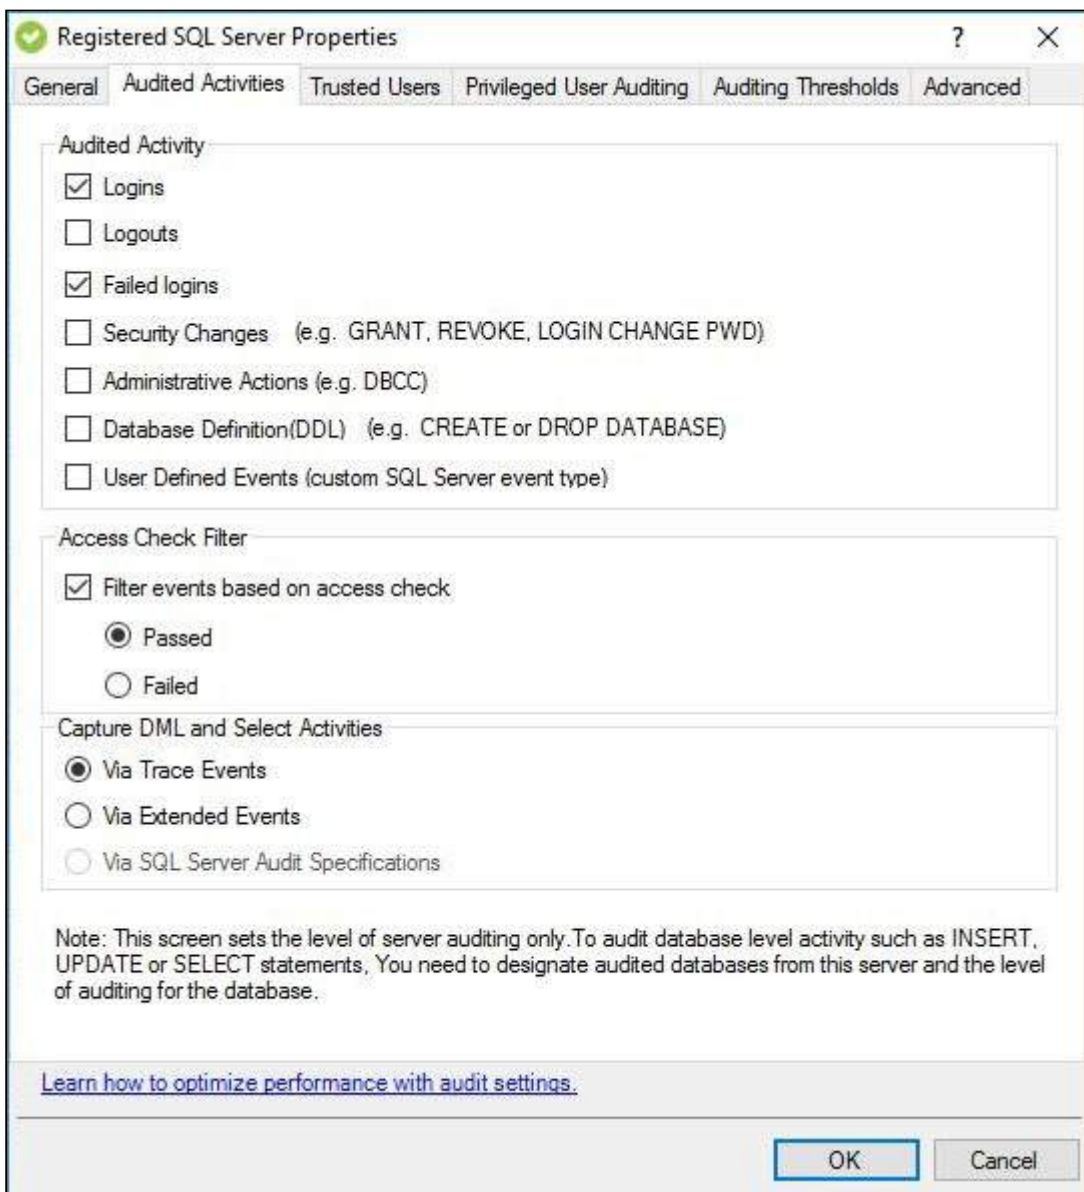 Registered SQL Server Properties
?
General Audited Activities Trusted Users Privileged User Auditing Auditing Thresholds Advanced
Audited Activity
Logins
Logouts
Failed logins
Security Changes (e.g. GRANT, REVOKE, LOGIN CHANGE PWD)
Administrative Actions (e.g. DBCC)
Database Definition(DDL) (e.g. CREATE or DROP DATABASE)
User Defined Events (custom SQL Server event type)
Access Check Filter
Filter events based on access check
Passed
Failed
Capture DML and Select Activities
Via Trace Events
Via Extended Events
Via SQL Server Audit Specifications
Note: This screen sets the level of server auditing only.To audit database level activity such as INSERT,
UPDATE or SELECT statements, You need to designate audited databases from this server and the level
of auditing for the database.
Learn how to optimize performance with audit settings.
OK Cancel